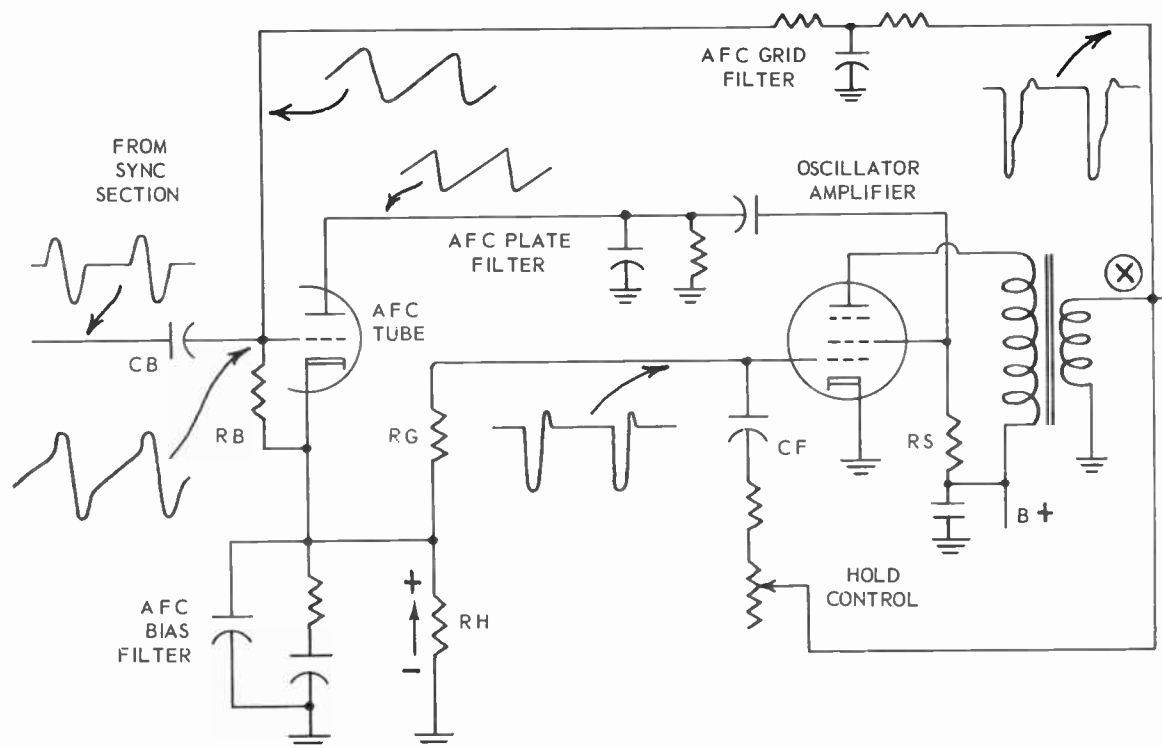 AFC GRID
FILTER
FROM
SYNC
SECTION
OSCILLATOR
AMPLIFIER
AFC PLATE
FILTER
X
AFC
TUBE
CB
RB
RG
CF
RS
B +
AFC
BIAS
FILTER
+
-
RH
HOLD
CONTROL